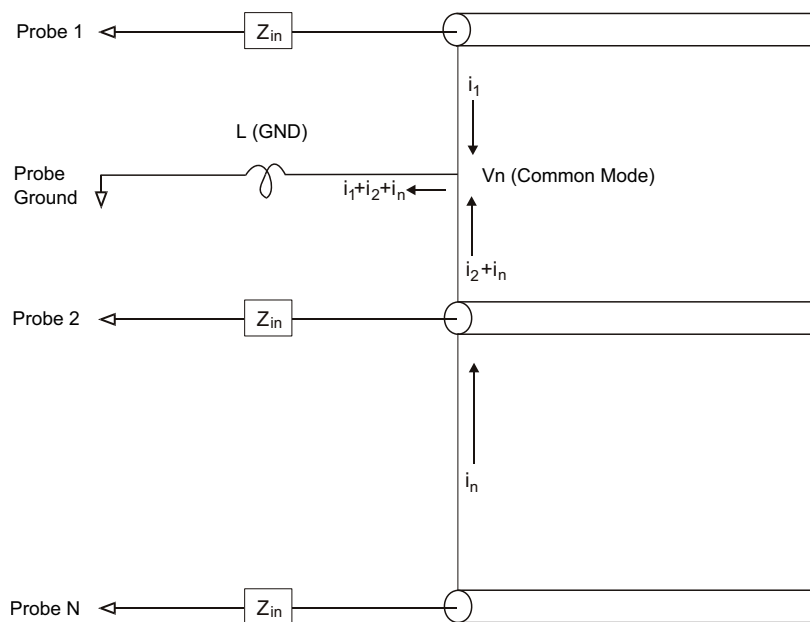 Probe 1
Zin
i1
L (GND)
Probe
Ground
i1+i2+in
Vn (Common Mode)
i2+in
Probe 2
Zin
in
Probe N
Zin